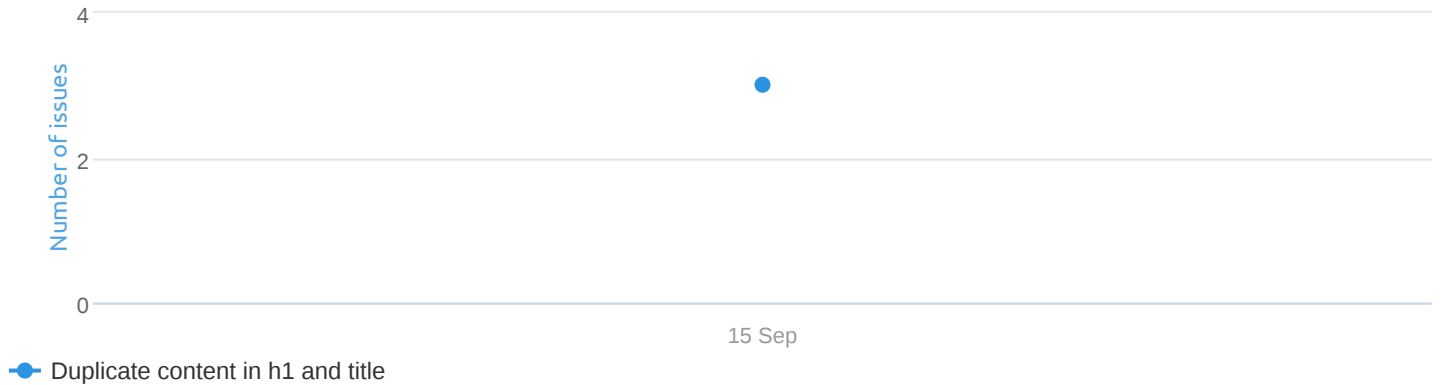 4
Number of issues
2
0
15 Sep
Duplicate content in h1 and title